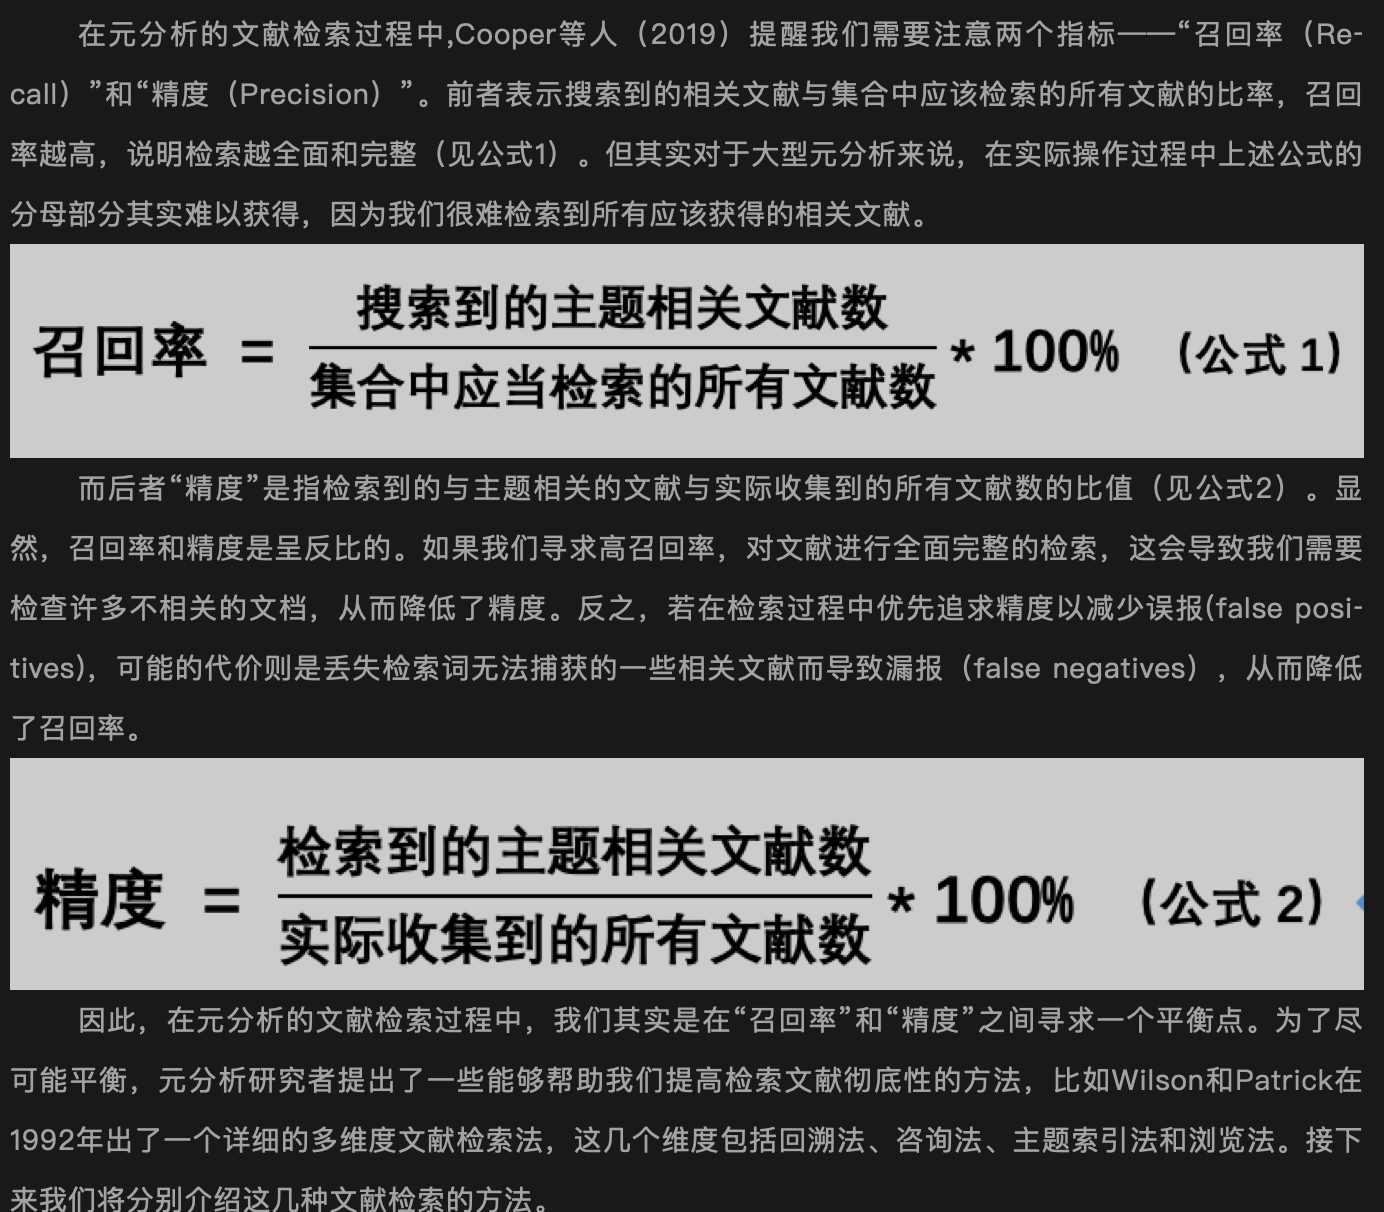 在元分析的文献检索过程中,Cooper等人（2019）提醒我们需要注意两个指标——“召回率（Re-
call）”和“精度（Precision）”。前者表示搜索到的相关文献与集合中应该检索的所有文献的比率，召回
率越高，说明检索越全面和完整（见公式1）。但其实对于大型元分析来说，在实际操作过程中上述公式的
分母部分其实难以获得，因为我们很难检索到所有应该获得的相关文献。
搜索到的主题相关文献数
召回率 = * 100% （公式 1）
集合中应当检索的所有文献数
而后者“精度”是指检索到的与主题相关的文献与实际收集到的所有文献数的比值（见公式2）。显
然，召回率和精度是呈反比的。如果我们寻求高召回率，对文献进行全面完整的检索，这会导致我们需要
检查许多不相关的文档，从而降低了精度。反之，若在检索过程中优先追求精度以减少误报(false posi-
tives)，可能的代价则是丢失检索词无法捕获的一些相关文献而导致漏报（false negatives），从而降低
了召回率。
检索到的主题相关文献数
精度 = * 100% （公式 2）
实际收集到的所有文献数
因此，在元分析的文献检索过程中，我们其实是在“召回率”和“精度”之间寻求一个平衡点。为了尽
可能平衡，元分析研究者提出了一些能够帮助我们提高检索文献彻底性的方法，比如Wilson和Patrick在
1992年出了一个详细的多维度文献检索法，这几个维度包括回溯法、咨询法、主题索引法和浏览法。接下
来我们将分别介绍这几种文献检索的方法。